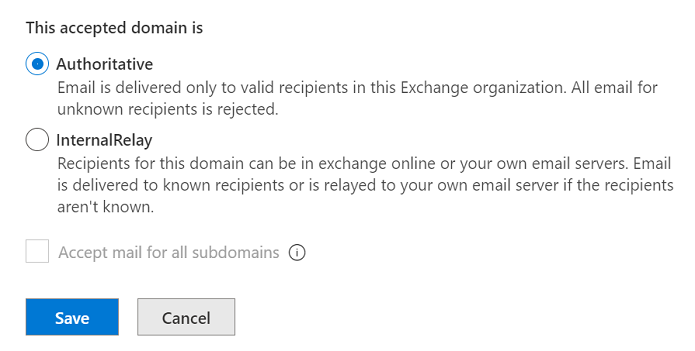 This accepted domain is
Authoritative
Email is delivered only to valid recipients in this Exchange organization. All email for
unknown recipients is rejected.
InternalRelay
Recipients for this domain can be in exchange online or your own email servers. Email
is delivered to known recipients or is relayed to your own email server if the recipients
aren't known.
Accept mail for all subdomains
Save Cancel